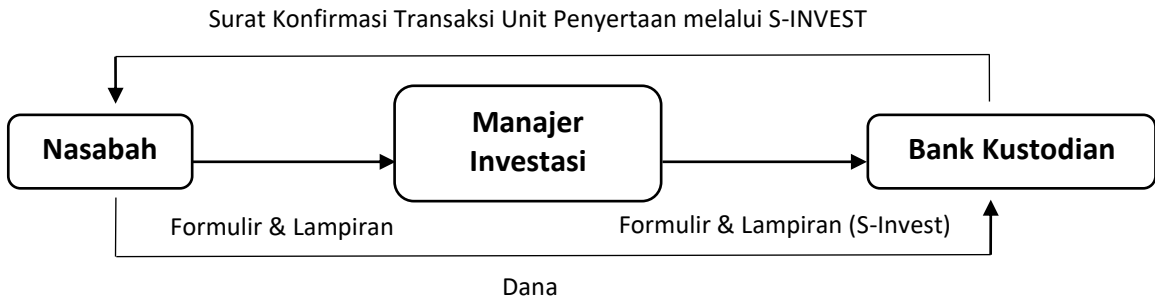 Surat Konfirmasi Transaksi Unit Penyertaan melalui S-INVEST
Nasabah
Manajer
Investasi
Bank Kustodian
Formulir & Lampiran
Formulir & Lampiran (S-Invest)
Dana